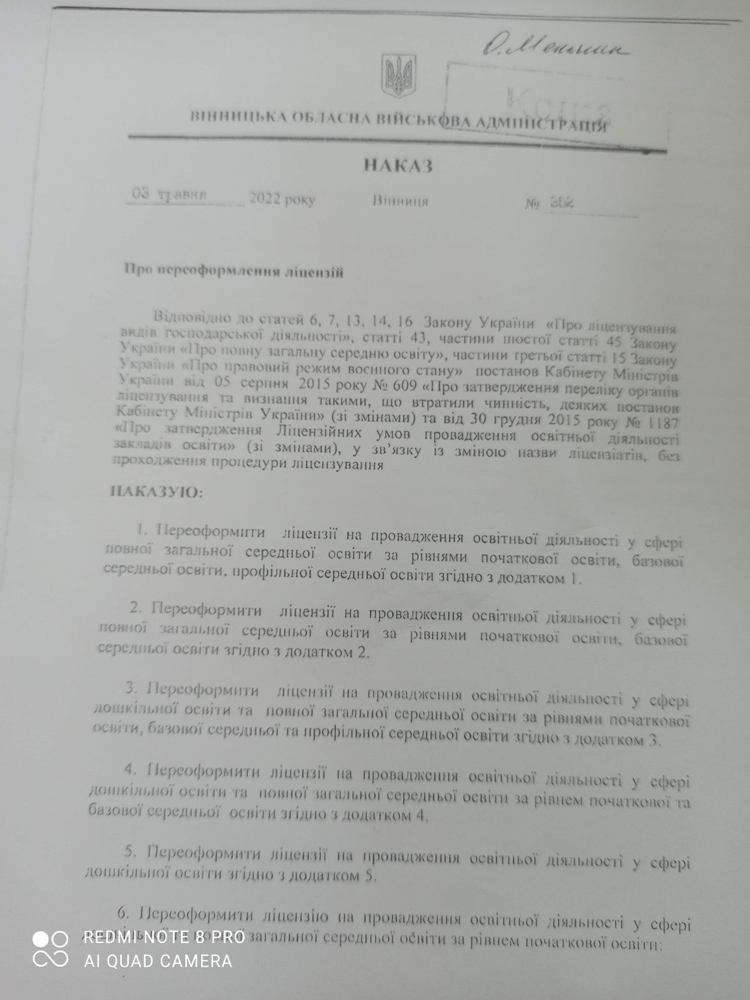 Копія
ВІННИЦЬКА ОБЛАСНА ВІЙСЬКОВА АДМІНІСТРАЦІЯ
НАКАЗ
03 травня 2022 року Вінниця № 352
Про переоформлення ліцензій
Відповідно до статей 6, 7, 13, 14, 16 Закону України «Про ліцензування
видів господарської діяльності», статті 43, частини шостої статті 45 Закону
України «Про повну загальну середню освіту», частини третьої статті 15 Закону
України «Про правовий режим воєнного стану» постанов Кабінету Міністрів
України від 05 серпня 2015 року № 609 «Про затвердження переліку органів
ліцензування та визнання такими, що втратили чинність, деяких постанов
Кабінету Міністрів України» (зі змінами) та від 30 грудня 2015 року № 1187
«Про затвердження Ліцензійних умов провадження освітньої діяльності
закладів освіти» (зі змінами), у зв’язку із зміною назви ліцензіатів, без
проходження процедури ліцензування
НАКАЗУЮ:
1. Переоформити ліцензії на провадження освітньої діяльності у сфері
повної загальної середньої освіти за рівнями початкової освіти, базової
середньої освіти, профільної середньої освіти згідно з додатком 1.
2. Переоформити ліцензії на провадження освітньої діяльності у сфері
повної загальної середньої освіти за рівнями початкової освіти, базової
середньої освіти згідно з додатком 2.
3. Переоформити ліцензії на провадження освітньої діяльності у сфері
дошкільної освіти та повної загальної середньої освіти за рівнями початкової
освіти, базової середньої та профільної середньої освіти згідно з додатком 3.
4. Переоформити ліцензії на провадження освітньої діяльності у сфері
дошкільної освіти та повної загальної середньої освіти за рівнем початкової та
базової середньої освіти згідно з додатком 4.
5. Переоформити ліцензії на провадження освітньої діяльності у сфері
дошкільної освіти згідно з додатком 5.
6. Переоформити ліцензію на провадження освітньої діяльності у сфері
дошкільної та повної загальної середньої освіти за рівнем початкової освіти:
REDMI NOTE 8 PRO
AI QUAD CAMERA